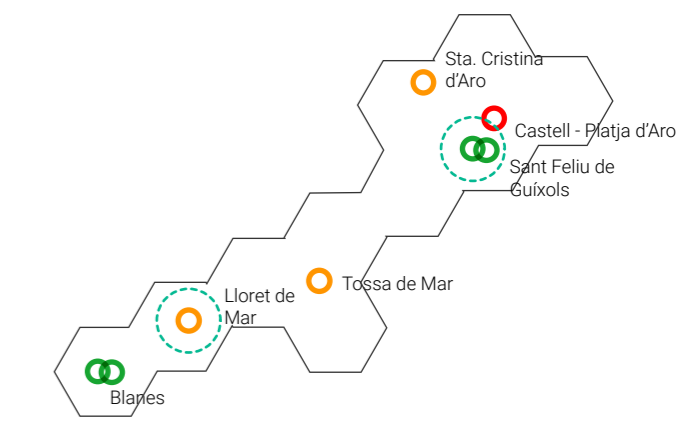 Sta. Cristina
d’Aro
Castell - Platja d’Aro
Sant Feliu de
Guíxols
Tossa de Mar
Lloret de
Mar
Blanes